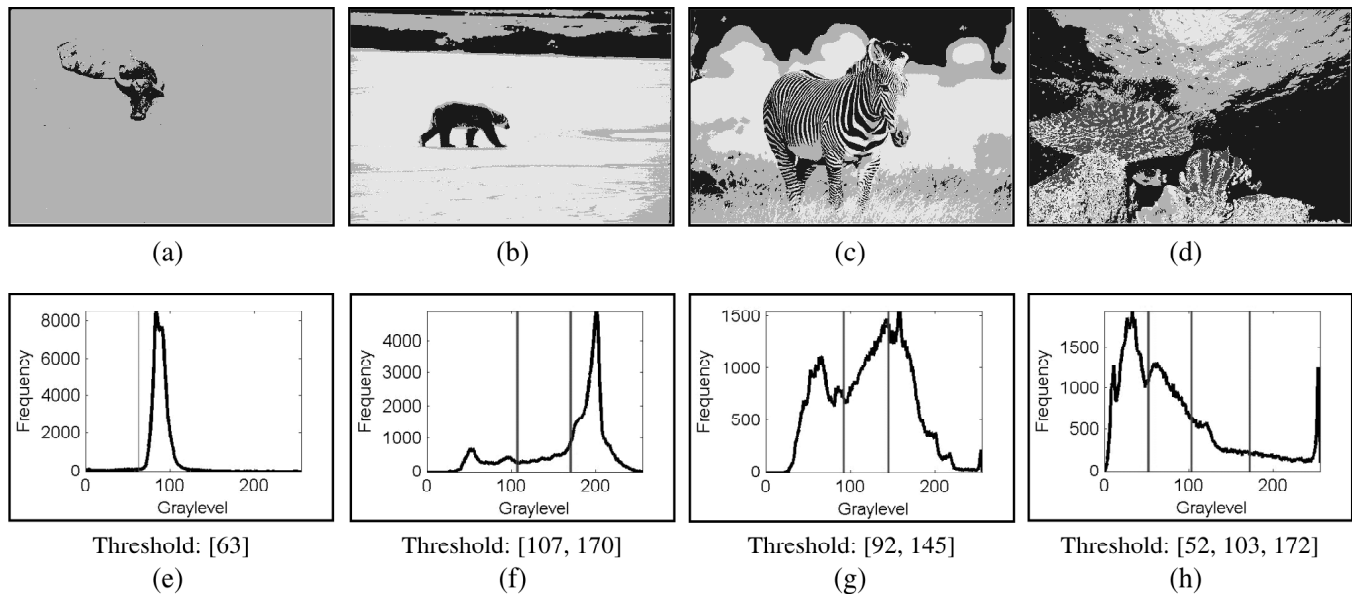 (a) (b) (c) (d)
8000
6000
4000
2000
0
Frequency
0 100 200
Graylevel
4000
3000
2000
1000
0
Frequency
0 100 200
Graylevel
1500
1000
500
0
Frequency
0 100 200
Graylevel
1500
1000
500
0
Frequency
0 100 200
Graylevel
Threshold: [63] Threshold: [107, 170] Threshold: [92, 145] Threshold: [52, 103, 172]
(e) (f) (g) (h)